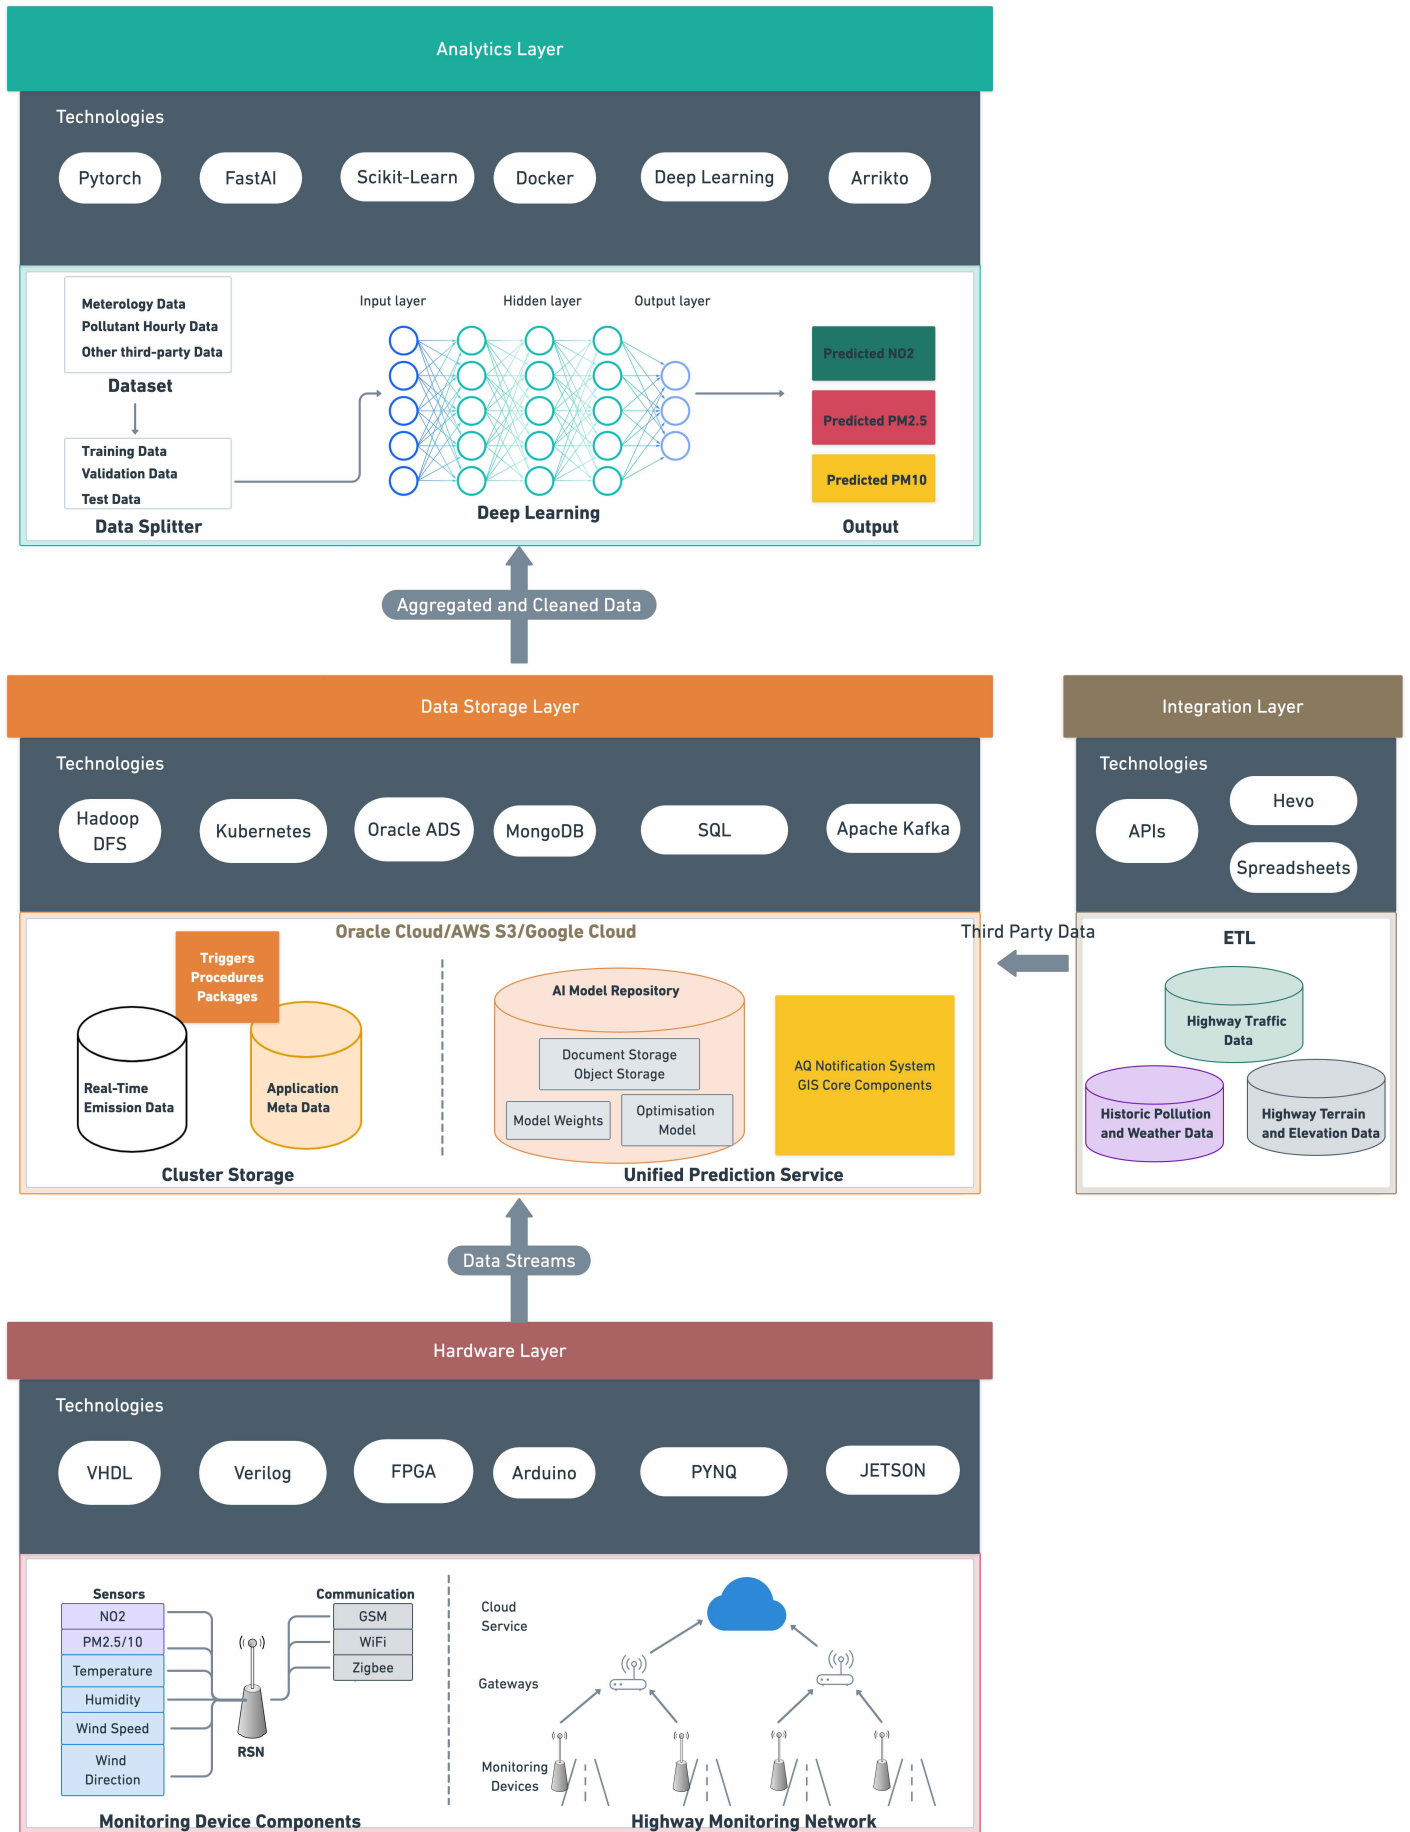 Analytics Layer
Technologies
Pytorch
FastAI
Scikit-Learn
Docker
Deep Learning
Arrikto
Meterology Data
Pollutant Hourly Data
Other third-party Data
Dataset
Training Data
Validation Data
Test Data
Data Splitter
Input layer
Hidden layer
Output layer
Deep Learning
Predicted NO2
Predicted PM2.5
Predicted PM10
Output
Aggregated and Cleaned Data
Data Storage Layer
Technologies
Hadoop
DFS
Kubernetes
Oracle ADS
MongoDB
SQL
Apache Kafka
Oracle Cloud/AWS S3/Google Cloud
Triggers
Procedures
Packages
Real-Time
Emission Data
Application
Meta Data
Cluster Storage
AI Model Repository
Document Storage
Object Storage
Model Weights
Optimisation
Model
AQ Notification System
GIS Core Components
Unified Prediction Service
Third Party Data
Integration Layer
Technologies
APIs
Hevo
Spreadsheets
ETL
Highway Traffic
Data
Historic Pollution
and Weather Data
Highway Terrain
and Elevation Data
Data Streams
Hardware Layer
Technologies
VHDL
Verilog
FPGA
Arduino
PYNQ
JETSON
Sensors
NO2
PM2.5/10
Temperature
Humidity
Wind Speed
Wind
Direction
RSN
Communication
GSM
WiFi
Zigbee
Monitoring Device Components
Cloud
Service
Gateways
Monitoring
Devices
Highway Monitoring Network